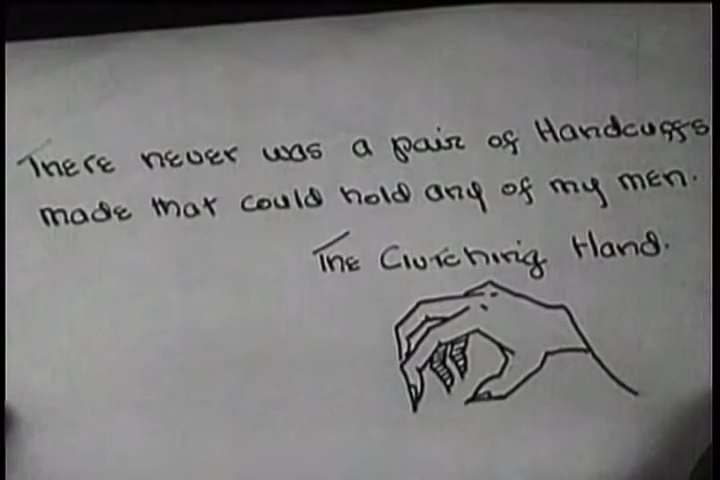 There never was a pair of Handcuffs
made that could hold any of my men.
The Clutching Hand.